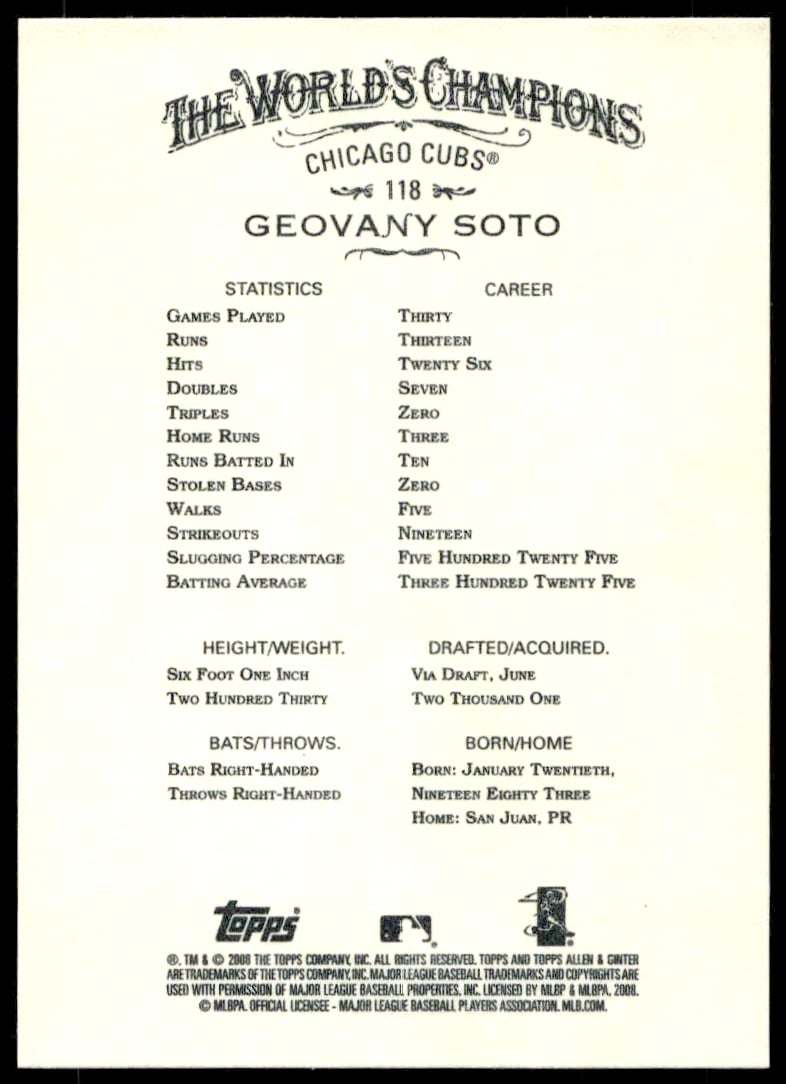 THE WORLD'S CHAMPIONS
CHICAGO CUBS®
118
GEOVANY SOTO
STATISTICS CAREER
GAMES PLAYED THIRTY
RUNS THIRTEEN
HITS TWENTY SIX
DOUBLES SEVEN
TRIPLES ZERO
HOME RUNS THREE
RUNS BATTED IN TEN
STOLEN BASES ZERO
WALKS FIVE
STRIKEOUTS NINETEEN
SLUGGING PERCENTAGE FIVE HUNDRED TWENTY FIVE
BATTING AVERAGE THREE HUNDRED TWENTY FIVE
HEIGHT/WEIGHT.
SIX FOOT ONE INCH
TWO HUNDRED THIRTY
DRAFTED/ACQUIRED.
VIA DRAFT, JUNE
TWO THOUSAND ONE
BATS/THROWS.
BATS RIGHT-HANDED
THROWS RIGHT-HANDED
BORN/HOME
BORN: JANUARY TWENTIETH,
NINETEEN EIGHTY THREE
HOME: SAN JUAN, PR
Topps®
®, TM & © 2008 THE TOPPS COMPANY, INC. ALL RIGHTS RESERVED. TOPPS AND TOPPS ALLEN & GINTER
ARE TRADEMARKS OF THE TOPPS COMPANY, INC. MAJOR LEAGUE BASEBALL TRADEMARKS AND COPYRIGHTS ARE
USED WITH PERMISSION OF MAJOR LEAGUE BASEBALL PROPERTIES, INC. LICENSED BY MLBP & MLBPA, 2008.
© MLBPA. OFFICIAL LICENSEE - MAJOR LEAGUE BASEBALL PLAYERS ASSOCIATION. MLB.COM.